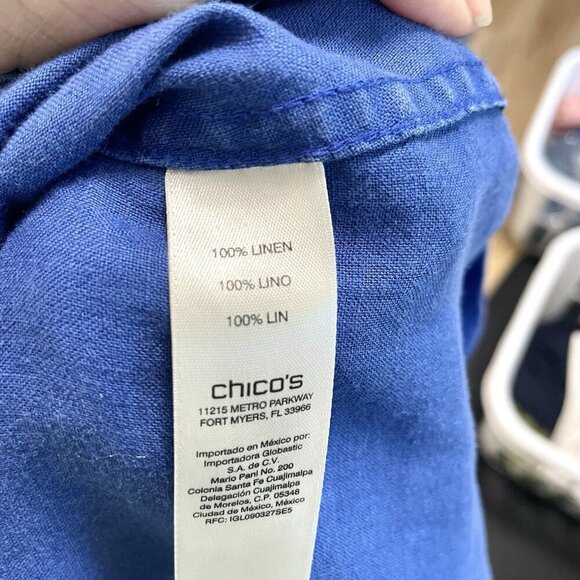 100% LINEN
100% LINO
100% LIN
chico's
11215 METRO PARKWAY
FORT MYERS, FL 33966
Importado en México por:
Importadora Globastic
S.A. de C.V.
Mario Pani No. 200
Colonia Santa Fe Cuajimalpa
Delegación Cuajimalpa
de Morelos, C.P. 05348
Ciudad de México, México
RFC: IGL090327SE5